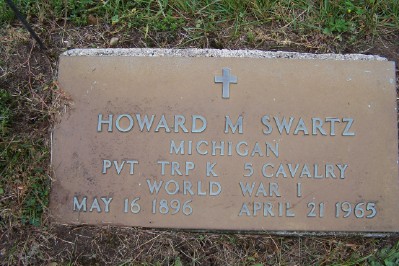 HOWARD M SWARTZ
MICHIGAN
PVT TRP K 5 CAVALRY
WORLD WAR I
MAY 16 1896 APRIL 21 1965